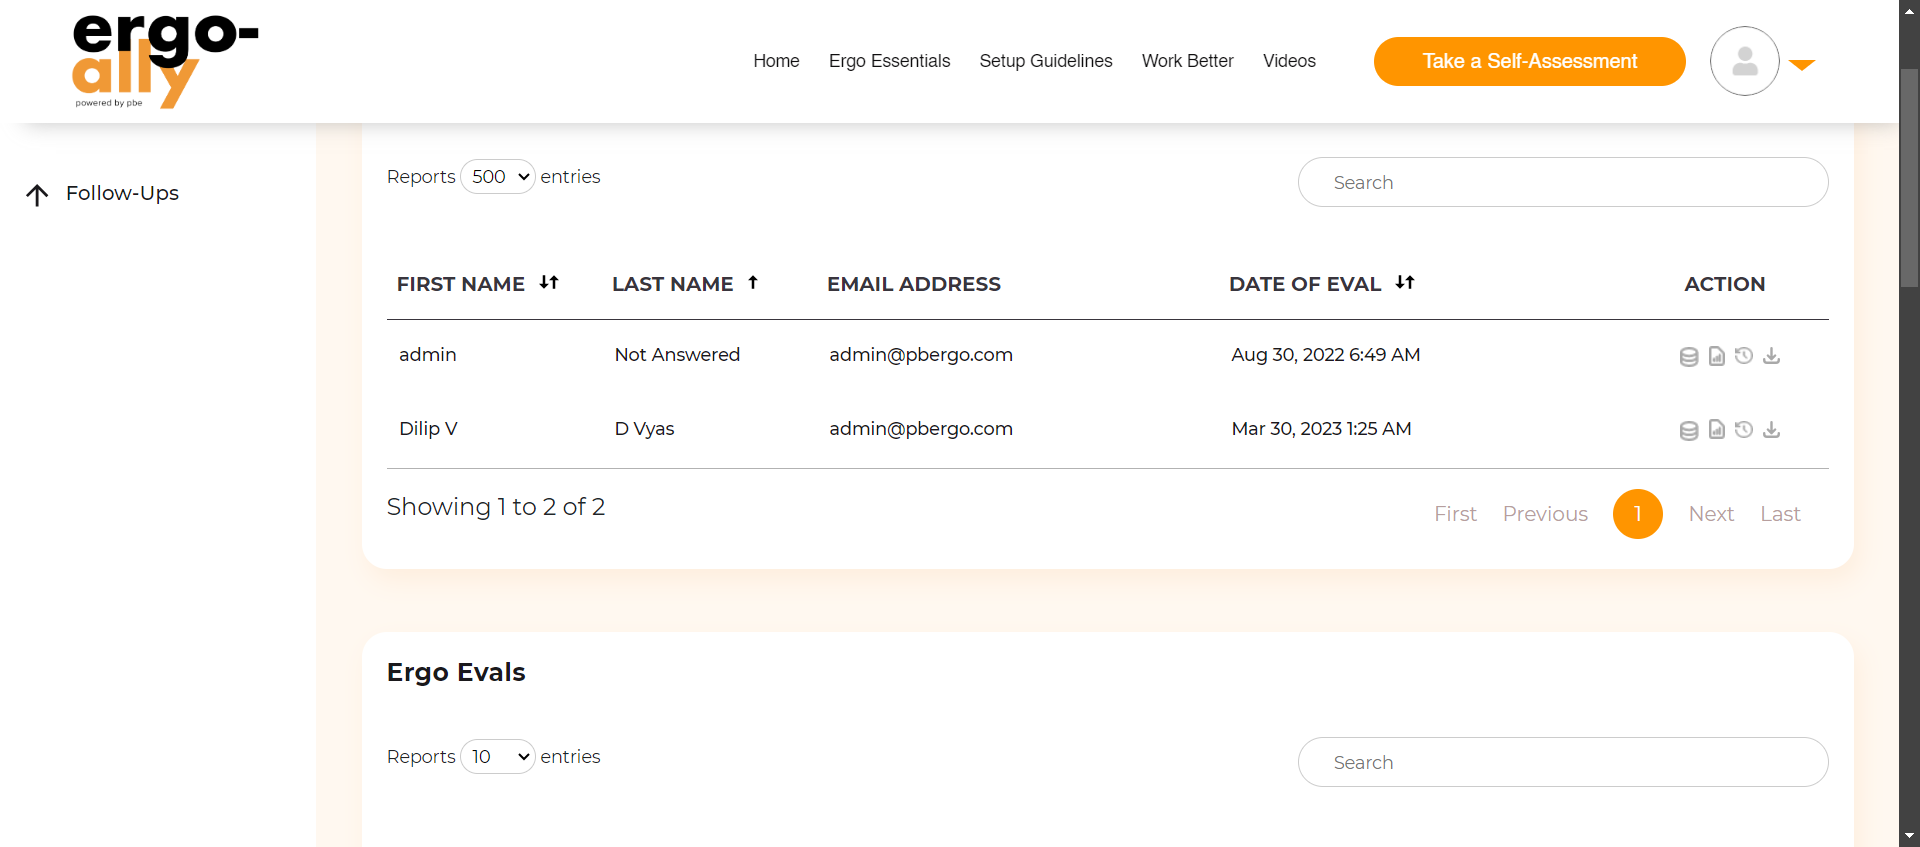 ergo-
ally
powered by pbe
Home Ergo Essentials Setup Guidelines Work Better Videos Take a Self-Assessment
Follow-Ups
Reports 500 entries Search
FIRST NAME LAST NAME EMAIL ADDRESS DATE OF EVAL ACTION
admin Not Answered admin@pbergo.com Aug 30, 2022 6:49 AM
Dilip V D Vyas admin@pbergo.com Mar 30, 2023 1:25 AM
Showing 1 to 2 of 2
First Previous 1 Next Last
Ergo Evals
Reports 10 entries Search